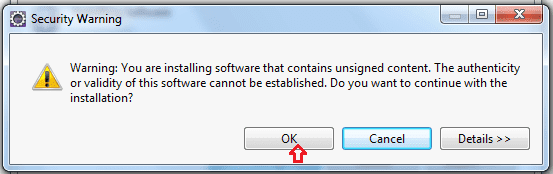 Security Warning
Warning: You are installing software that contains unsigned content. The authenticity
or validity of this software cannot be established. Do you want to continue with the
installation?
OK
Cancel
Details >>